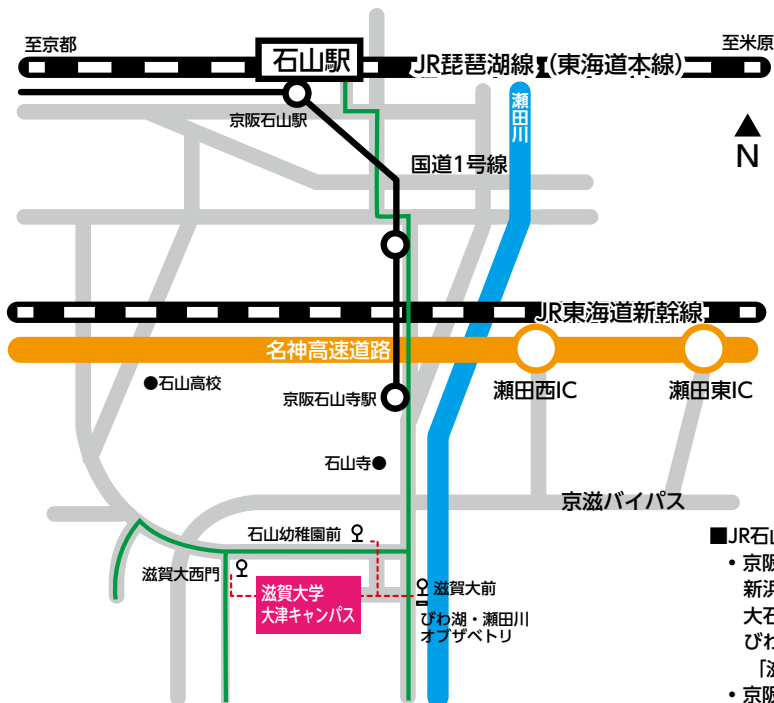 至京都
石山駅
JR琵琶湖線(東海道本線)
至米原
京阪石山駅
瀬田川
N
国道1号線
JR東海道新幹線
名神高速道路
●石山高校
京阪石山寺駅
瀬田西IC
瀬田東IC
石山寺●
京滋バイパス
石山幼稚園前
滋賀大西門
滋賀大学
大津キャンパス
滋賀大前
びわ湖・瀬田川
オブザベトリ
■JR石山
・京阪
新浜
大石
びわ
・京阪